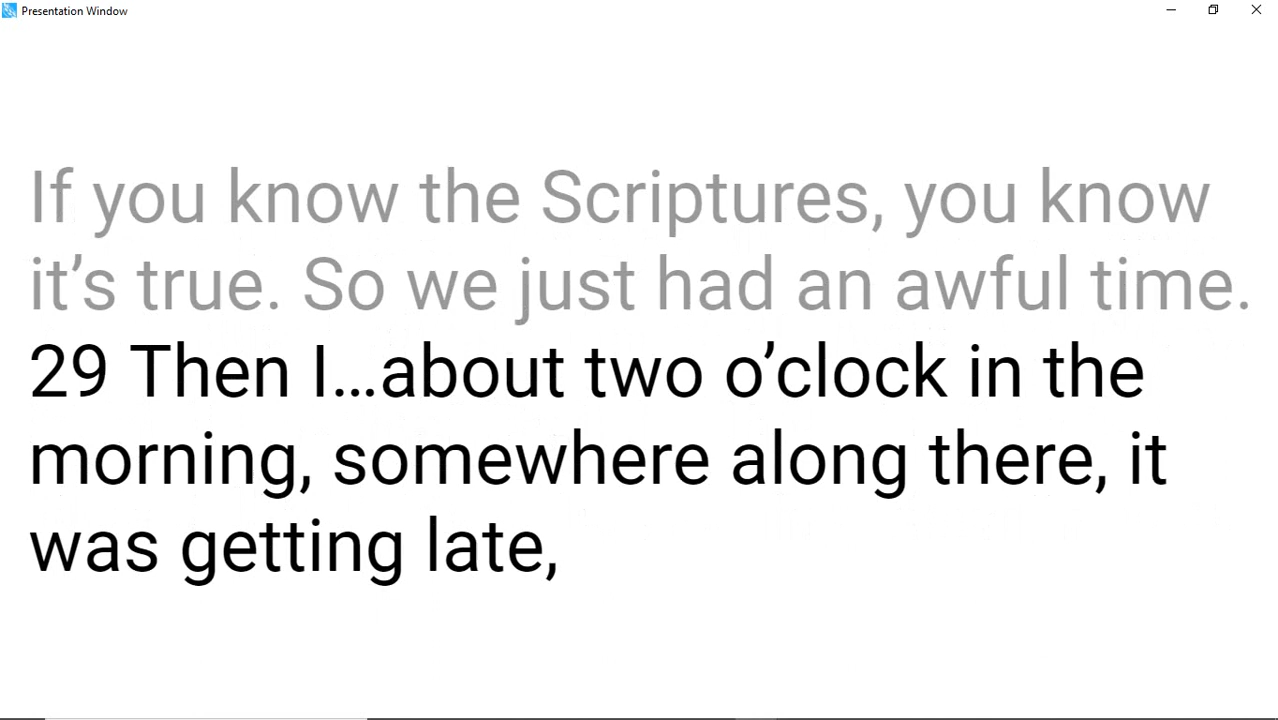 Presentation Window
If you know the Scriptures, you know
it’s true. So we just had an awful time.
29 Then I…about two o’clock in the
morning, somewhere along there, it
was getting late,